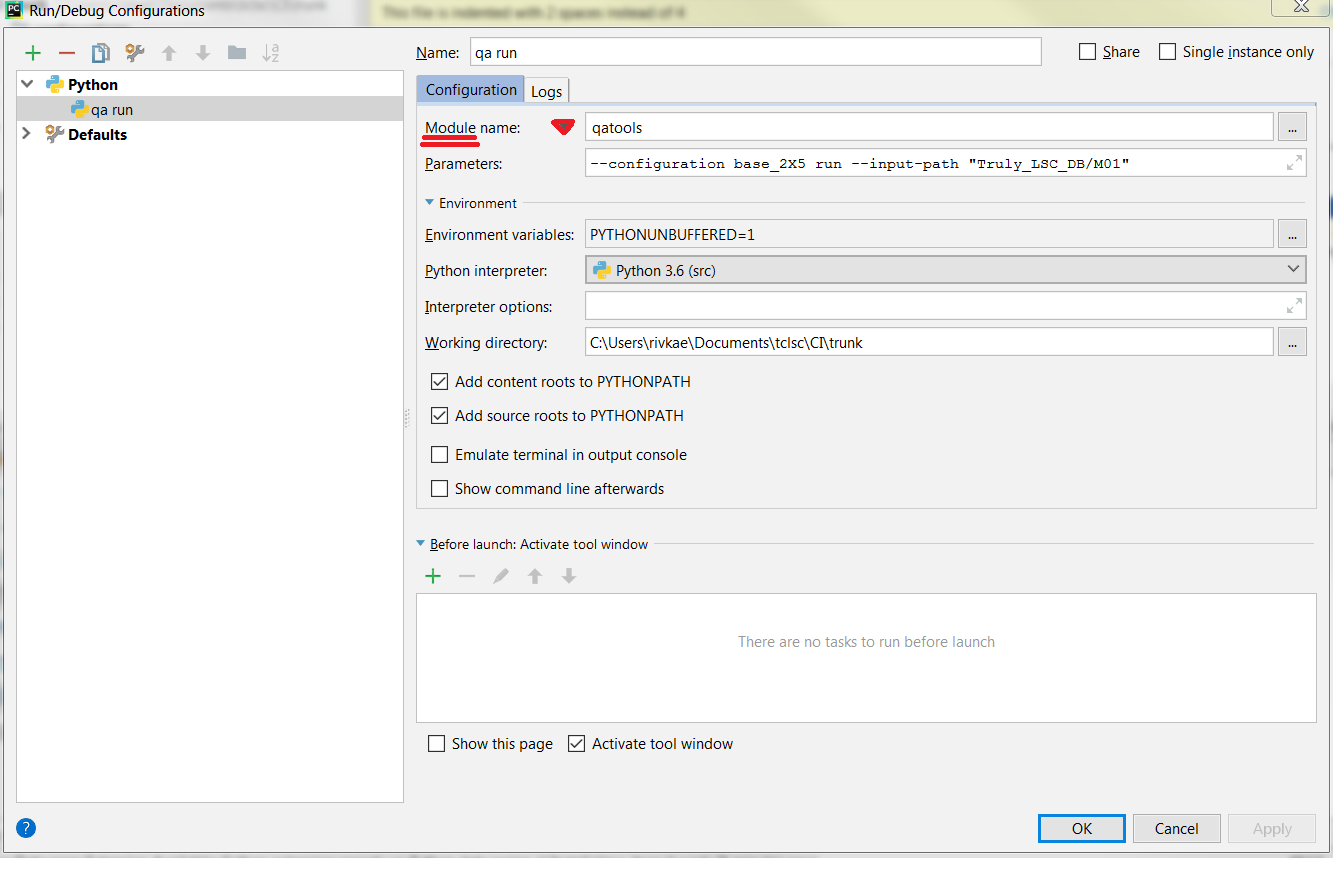 This file is indented with 2 spaces instead of 4
PC Run/Debug Configurations
Name: qa run Share Single instance only
Python
qa run
Defaults
Configuration Logs
Module name: qatools ...
Parameters: --configuration base_2X5 run --input-path "Truly_LSC_DB/M01"
Environment
Environment variables: PYTHONUNBUFFERED=1 ...
Python interpreter: Python 3.6 (src)
Interpreter options:
Working directory: C:\Users\rivkae\Documents\tclsc\CI\trunk ...
Add content roots to PYTHONPATH
Add source roots to PYTHONPATH
Emulate terminal in output console
Show command line afterwards
Before launch: Activate tool window
There are no tasks to run before launch
Show this page Activate tool window
? OK Cancel Apply